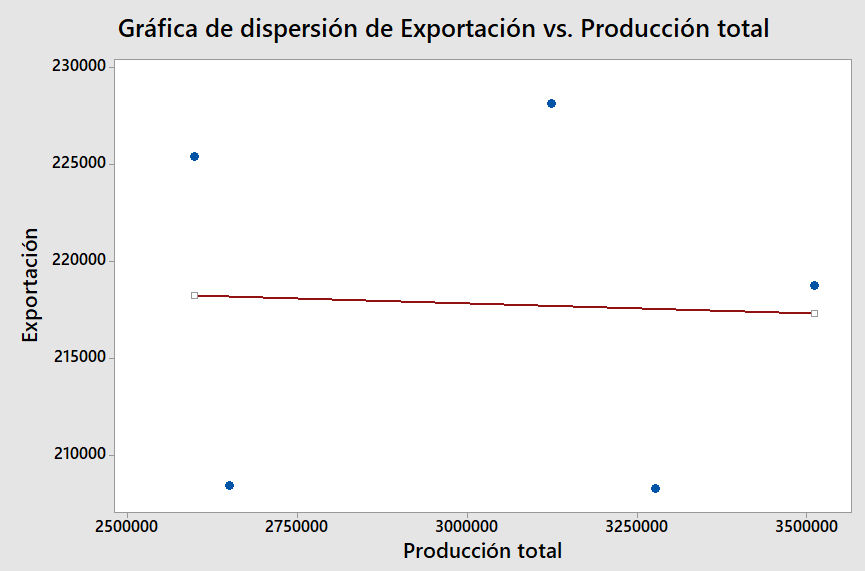 Gráfica de dispersión de Exportación vs. Producción total
230000
225000
220000
215000
210000
Exportación
2500000 2750000 3000000 3250000 3500000
Producción total